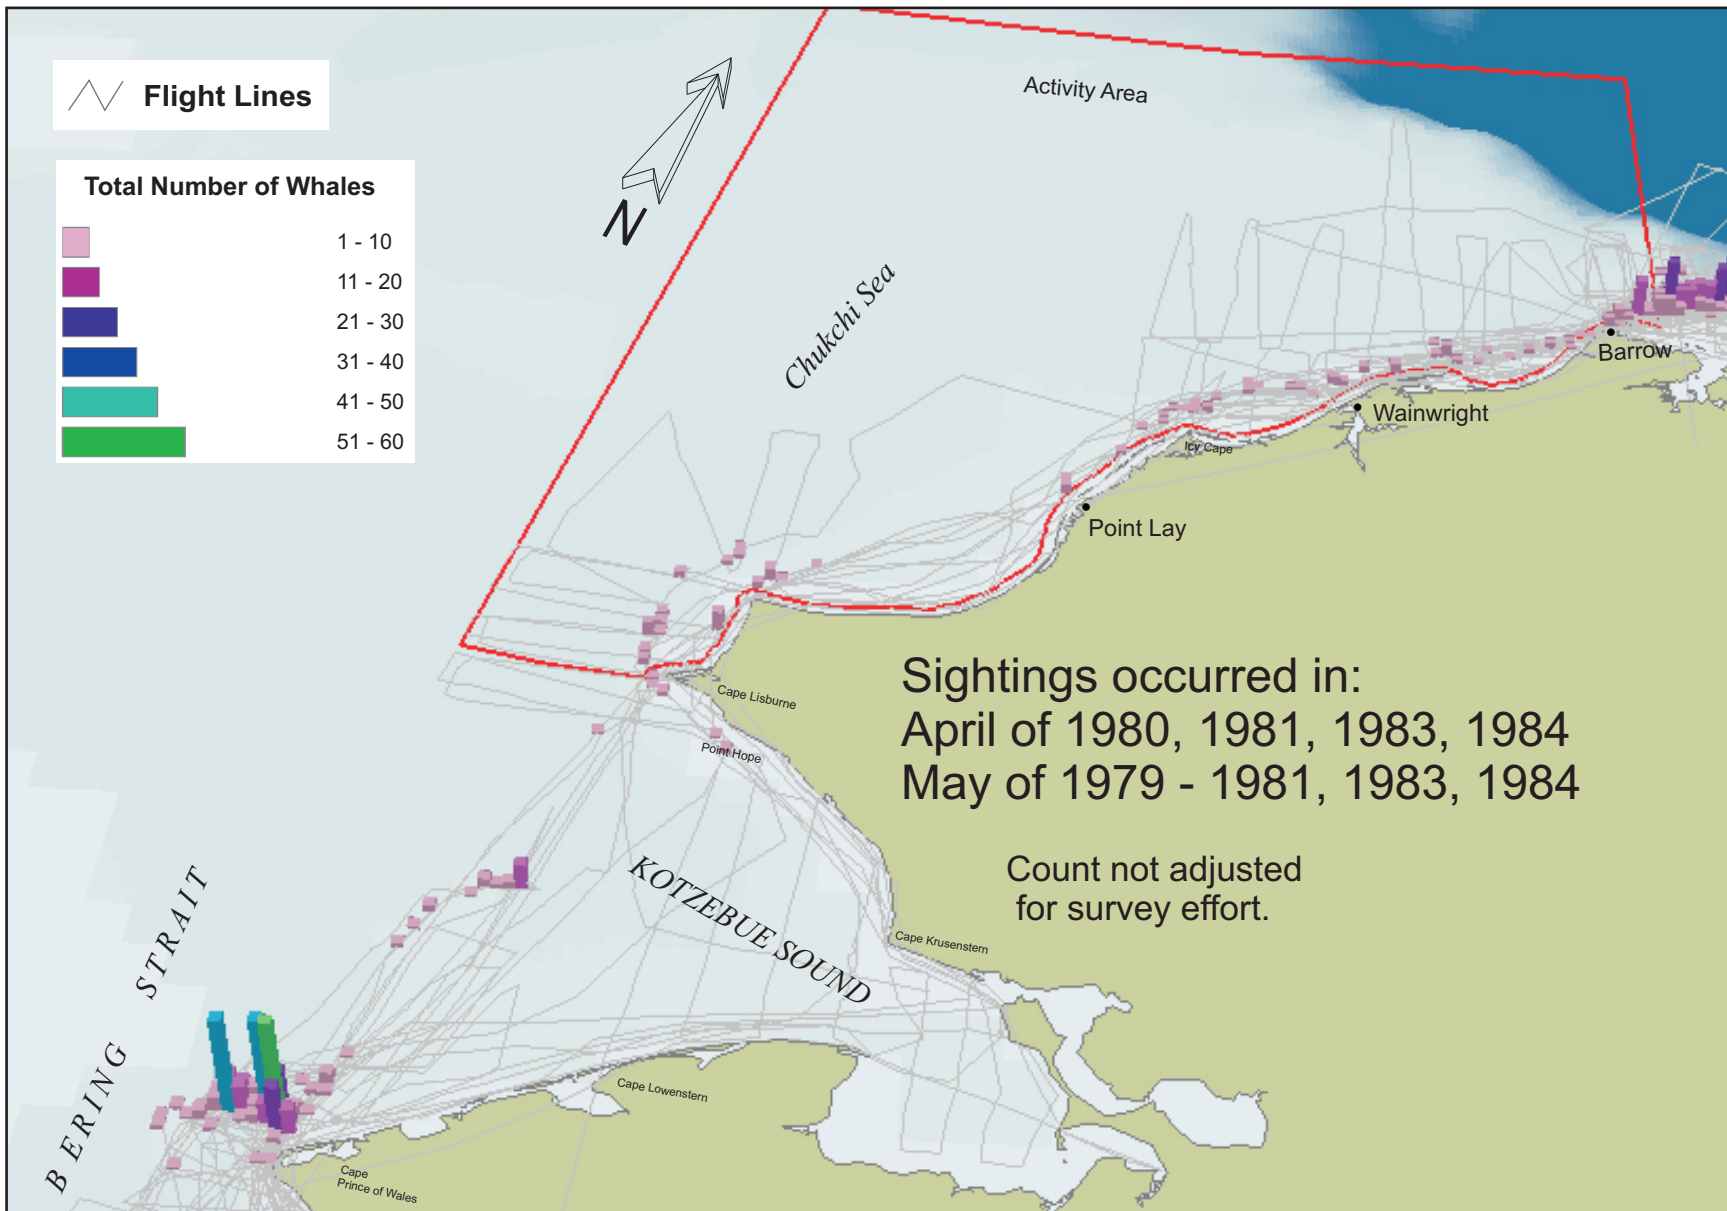 Flight Lines
Total Number of Whales
1 - 10
11 - 20
21 - 30
31 - 40
41 - 50
51 - 60
N
Activity Area
Chukchi Sea
Barrow
Wainwright
Icy Cape
Point Lay
Cape Lisburne
Point Hope
Sightings occurred in:
April of 1980, 1981, 1983, 1984
May of 1979 - 1981, 1983, 1984
Count not adjusted
for survey effort.
KOTZEBUE SOUND
Cape Krusenstern
BERING STRAIT
Cape Lowenstern
Cape
Prince of Wales